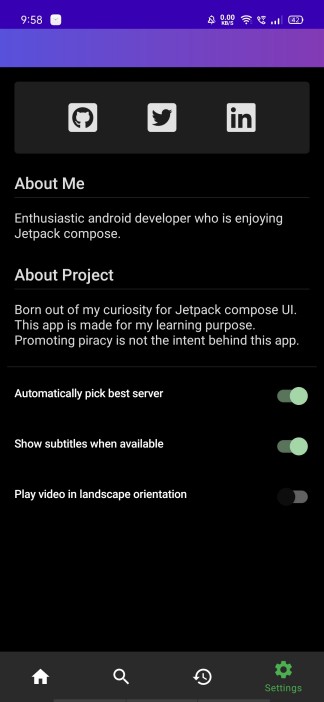 9:58
0.00
KB/S
42
in
About Me
Enthusiastic android developer who is enjoying
Jetpack compose.
About Project
Born out of my curiosity for Jetpack compose UI.
This app is made for my learning purpose.
Promoting piracy is not the intent behind this app.
Automatically pick best server
Show subtitles when available
Play video in landscape orientation
Settings